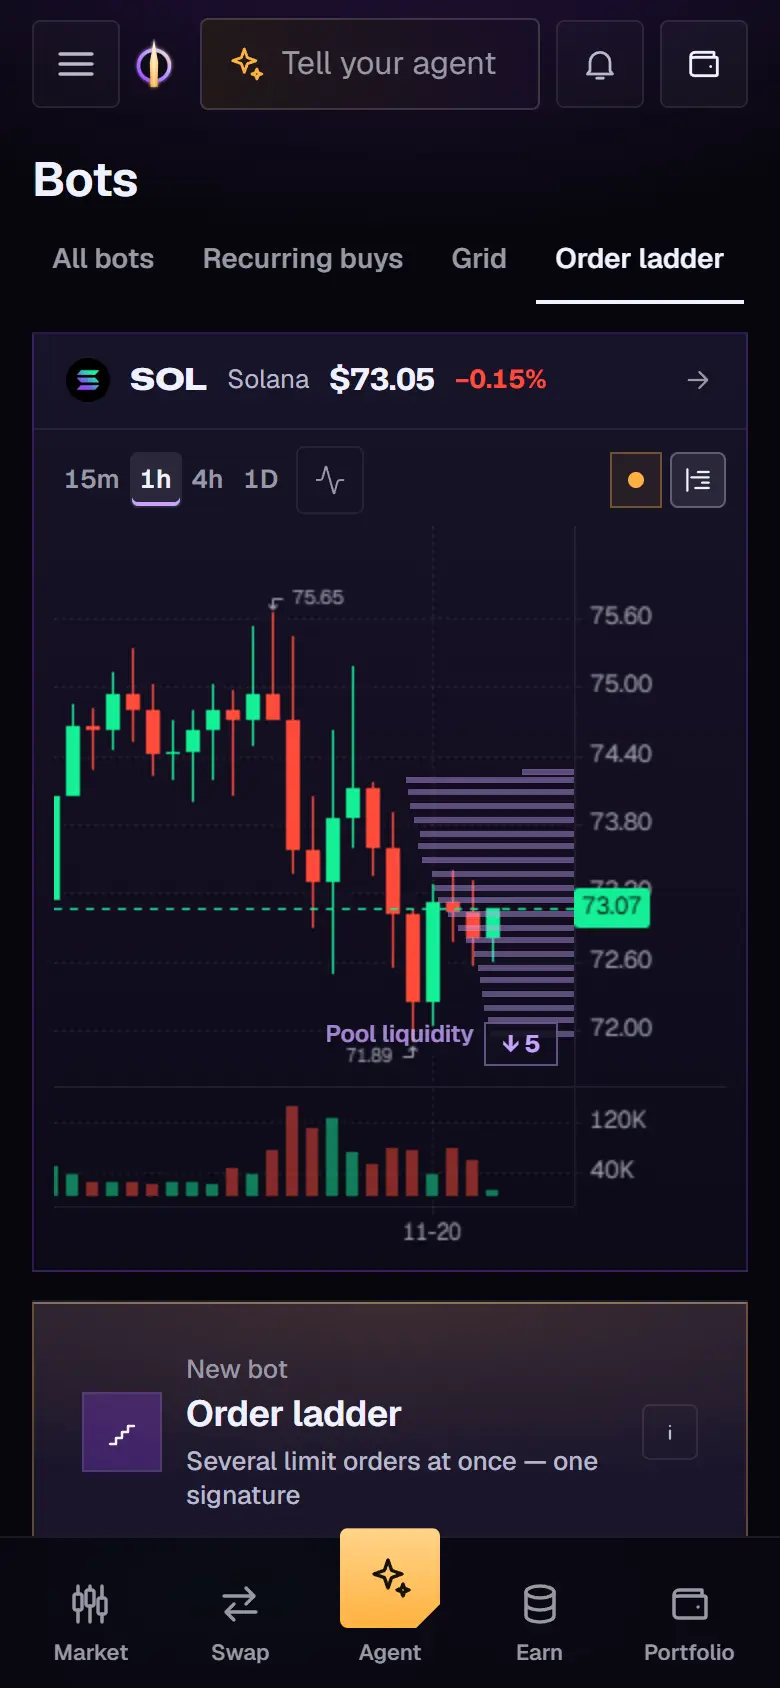 Tell your agent
Bots
All bots Recurring buys Grid Order ladder
SOL Solana $73.05 −0.15%
15m 1h 4h 1D
75.65
75.60
75.00
74.40
73.80
73.20
73.07
72.60
72.00
Pool liquidity ↓5
71.89
120K
40K
11-20
New bot
Order ladder
Several limit orders at once — one
signature
Market Swap Agent Earn Portfolio